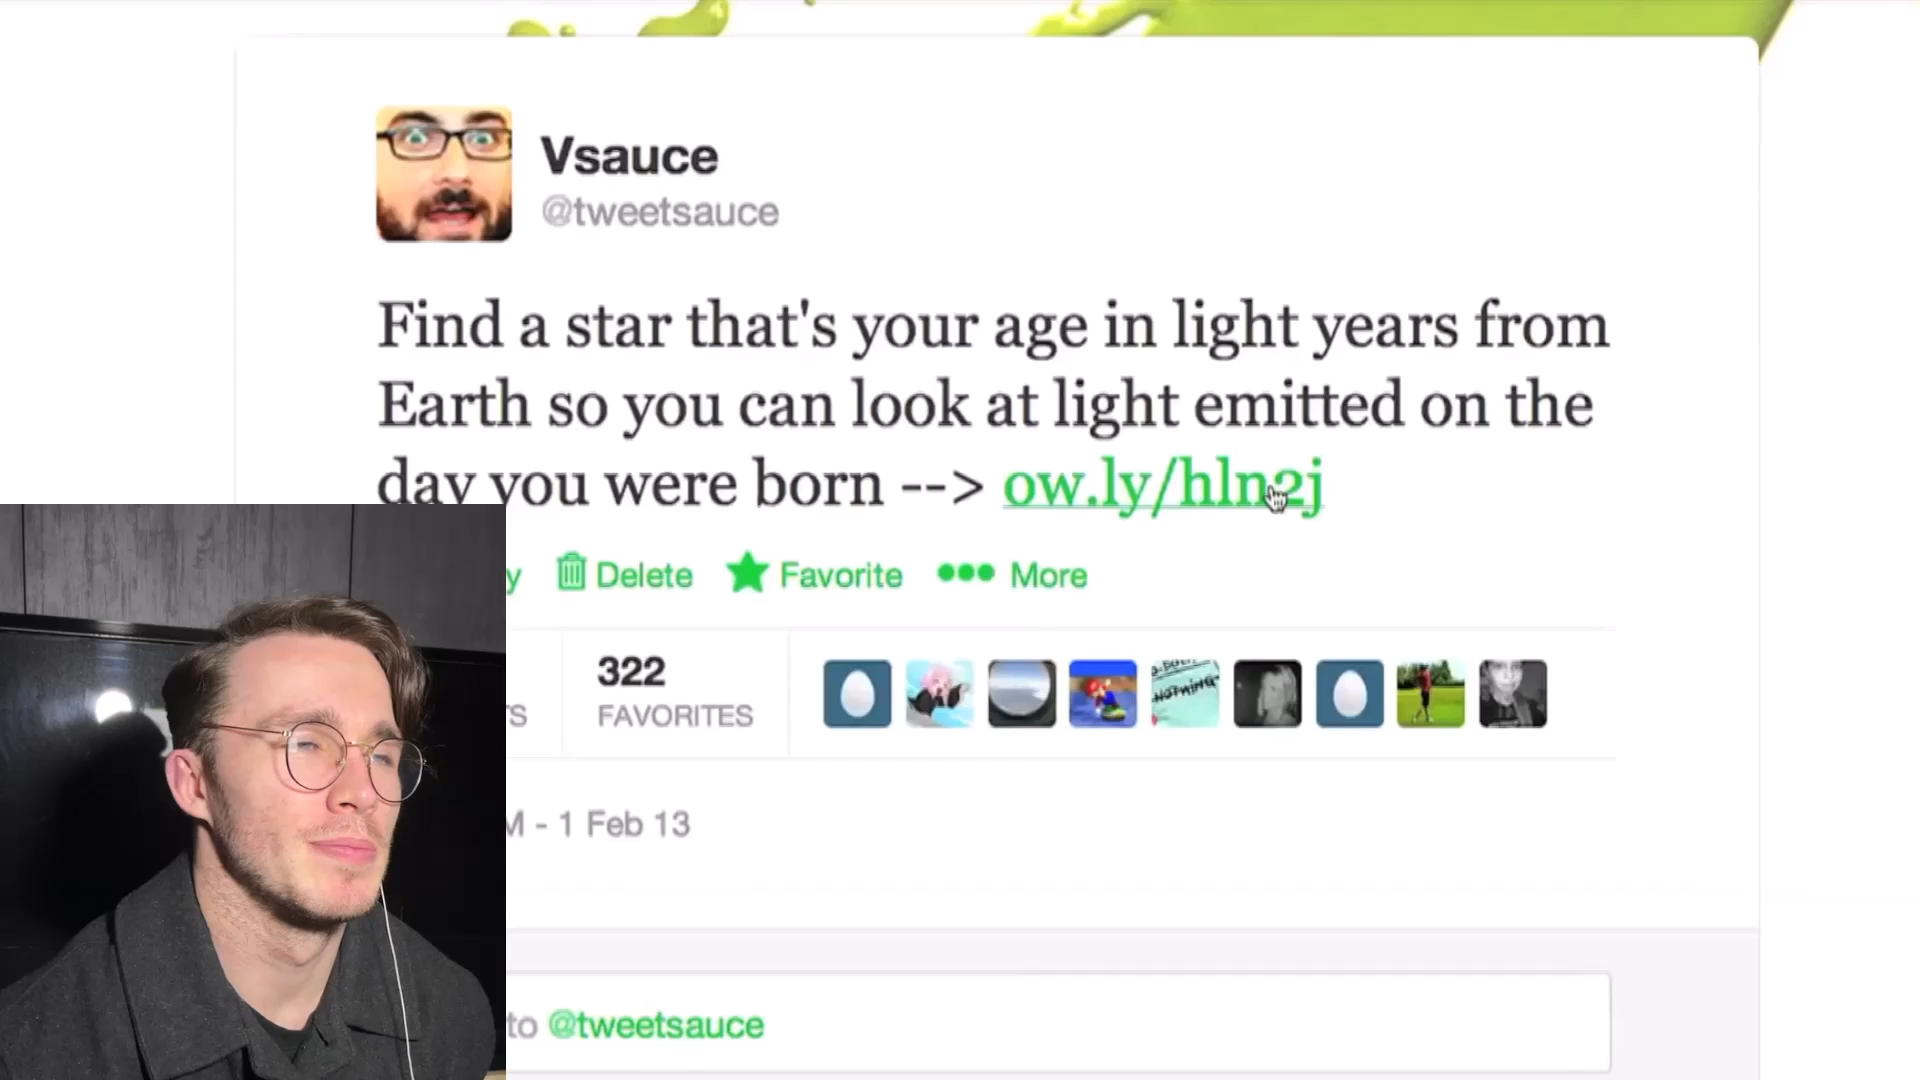 Vsauce
@tweetsauce
Find a star that's your age in light years from
Earth so you can look at light emitted on the
day you were born --> ow.ly/hln2j
Delete Favorite More
322
FAVORITES
NOTHING
- 1 Feb 13
to @tweetsauce